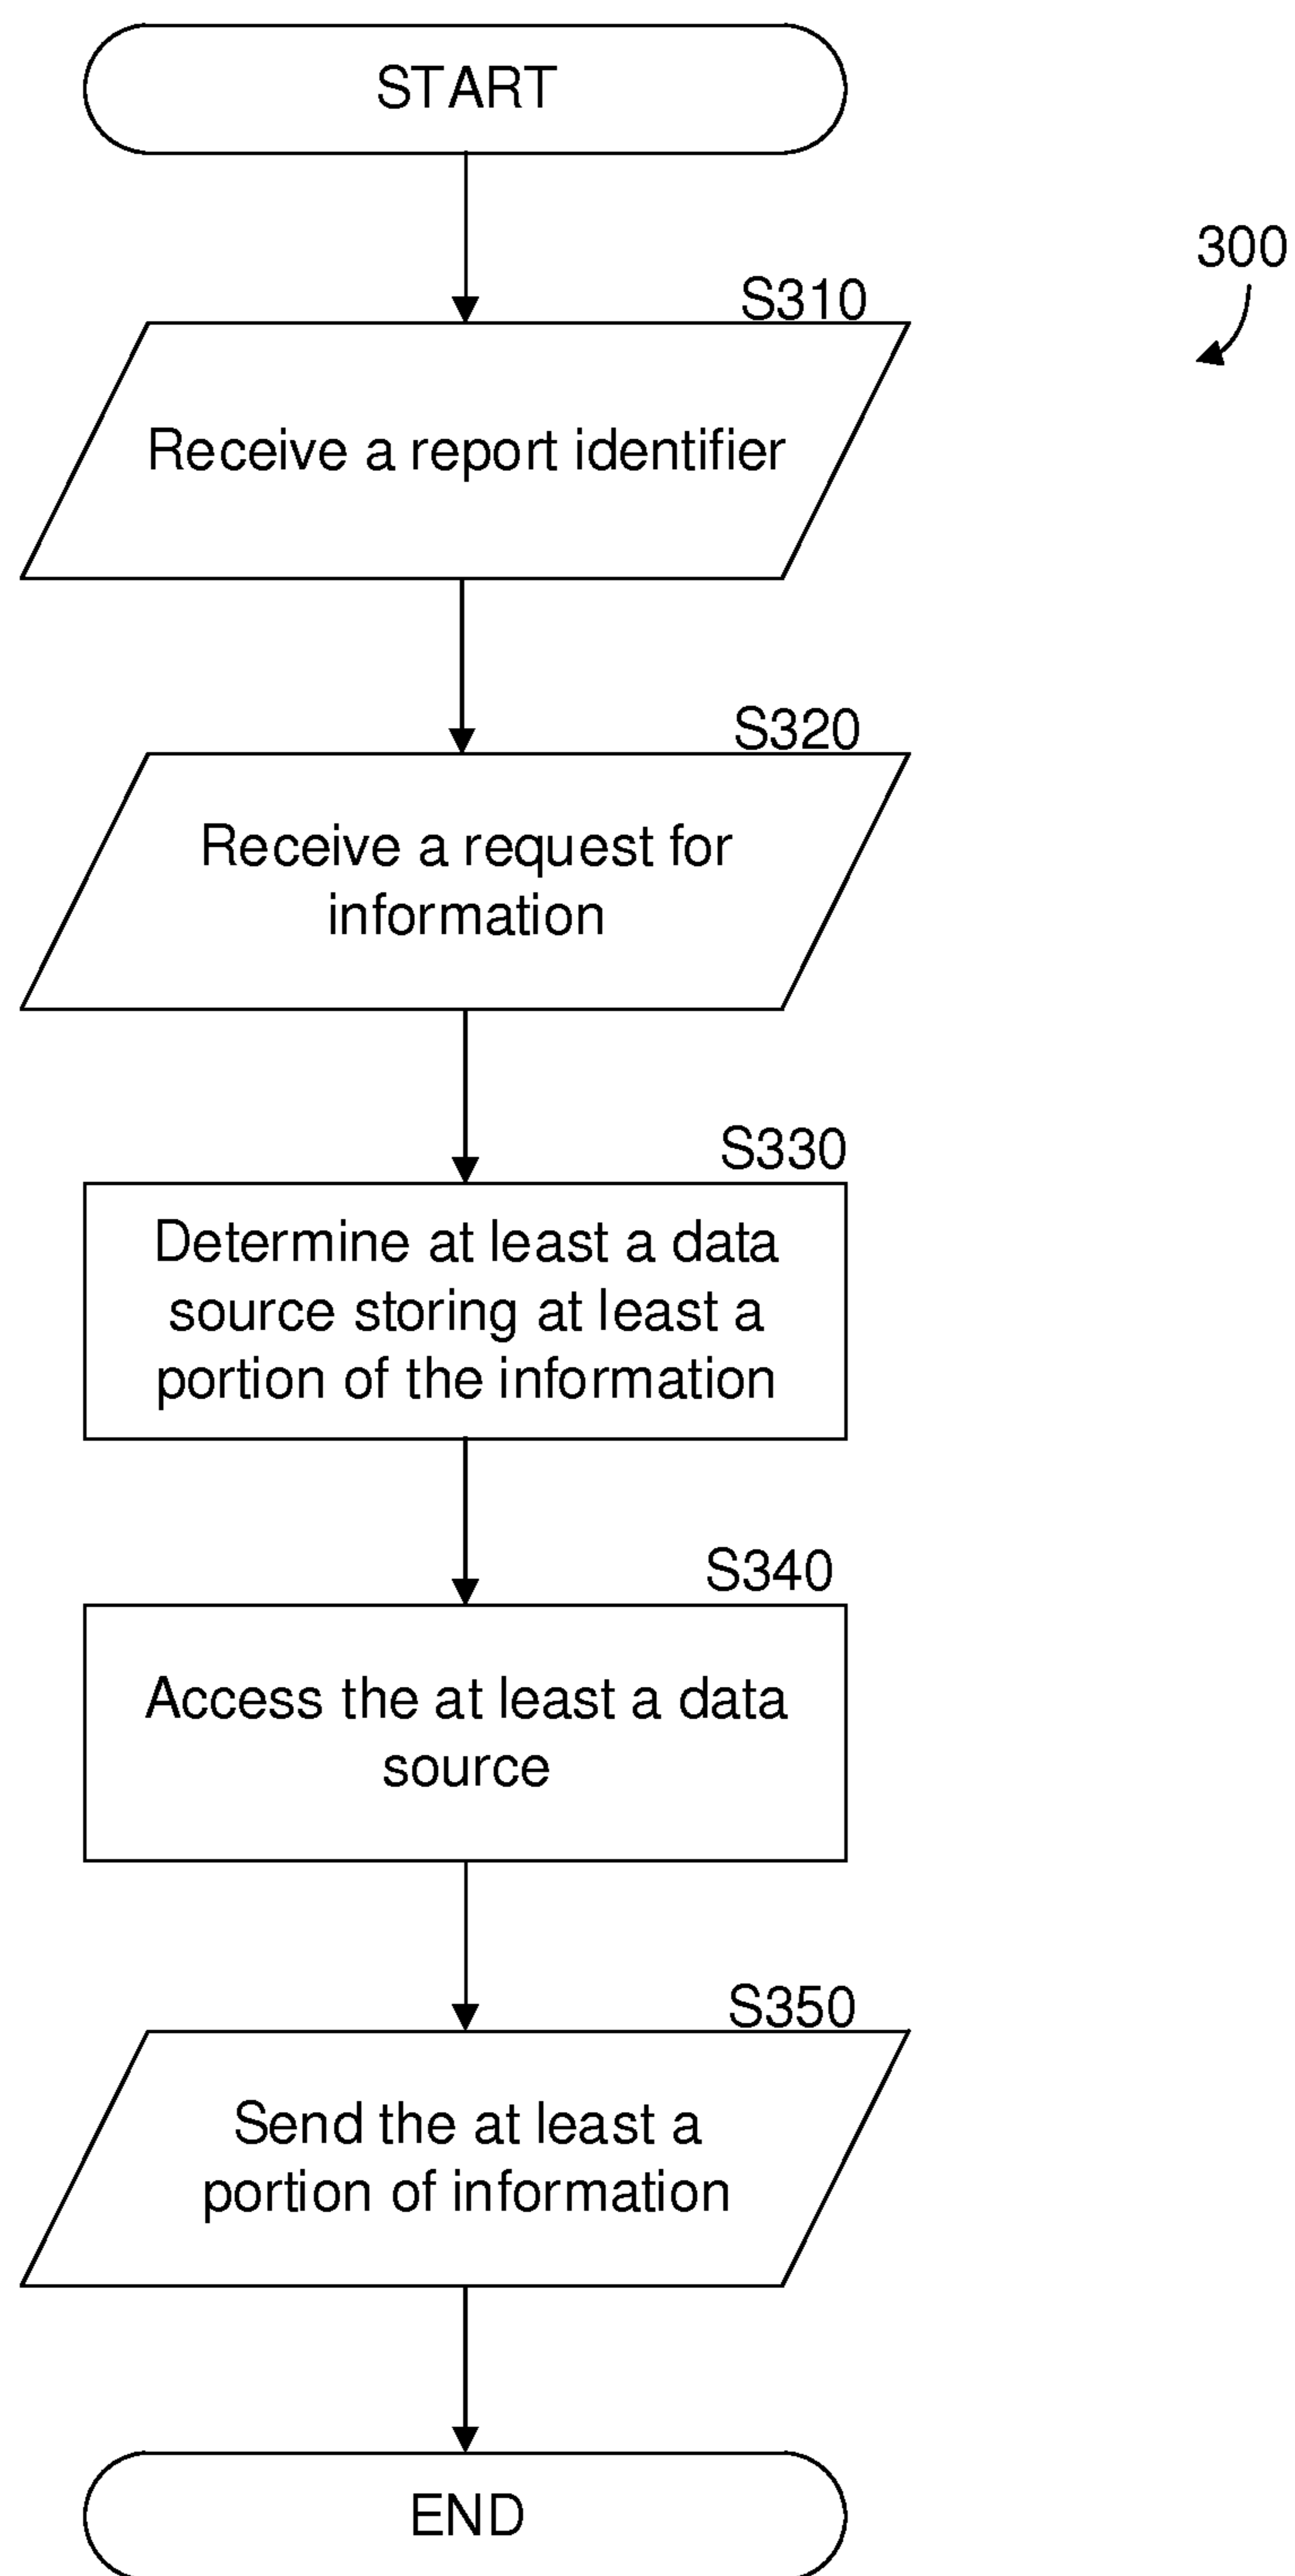 START
300
S310
Receive a report identifier
S320
Receive a request for
information
S330
Determine at least a data
source storing at least a
portion of the information
S340
Access the at least a data
source
S350
Send the at least a
portion of information
END